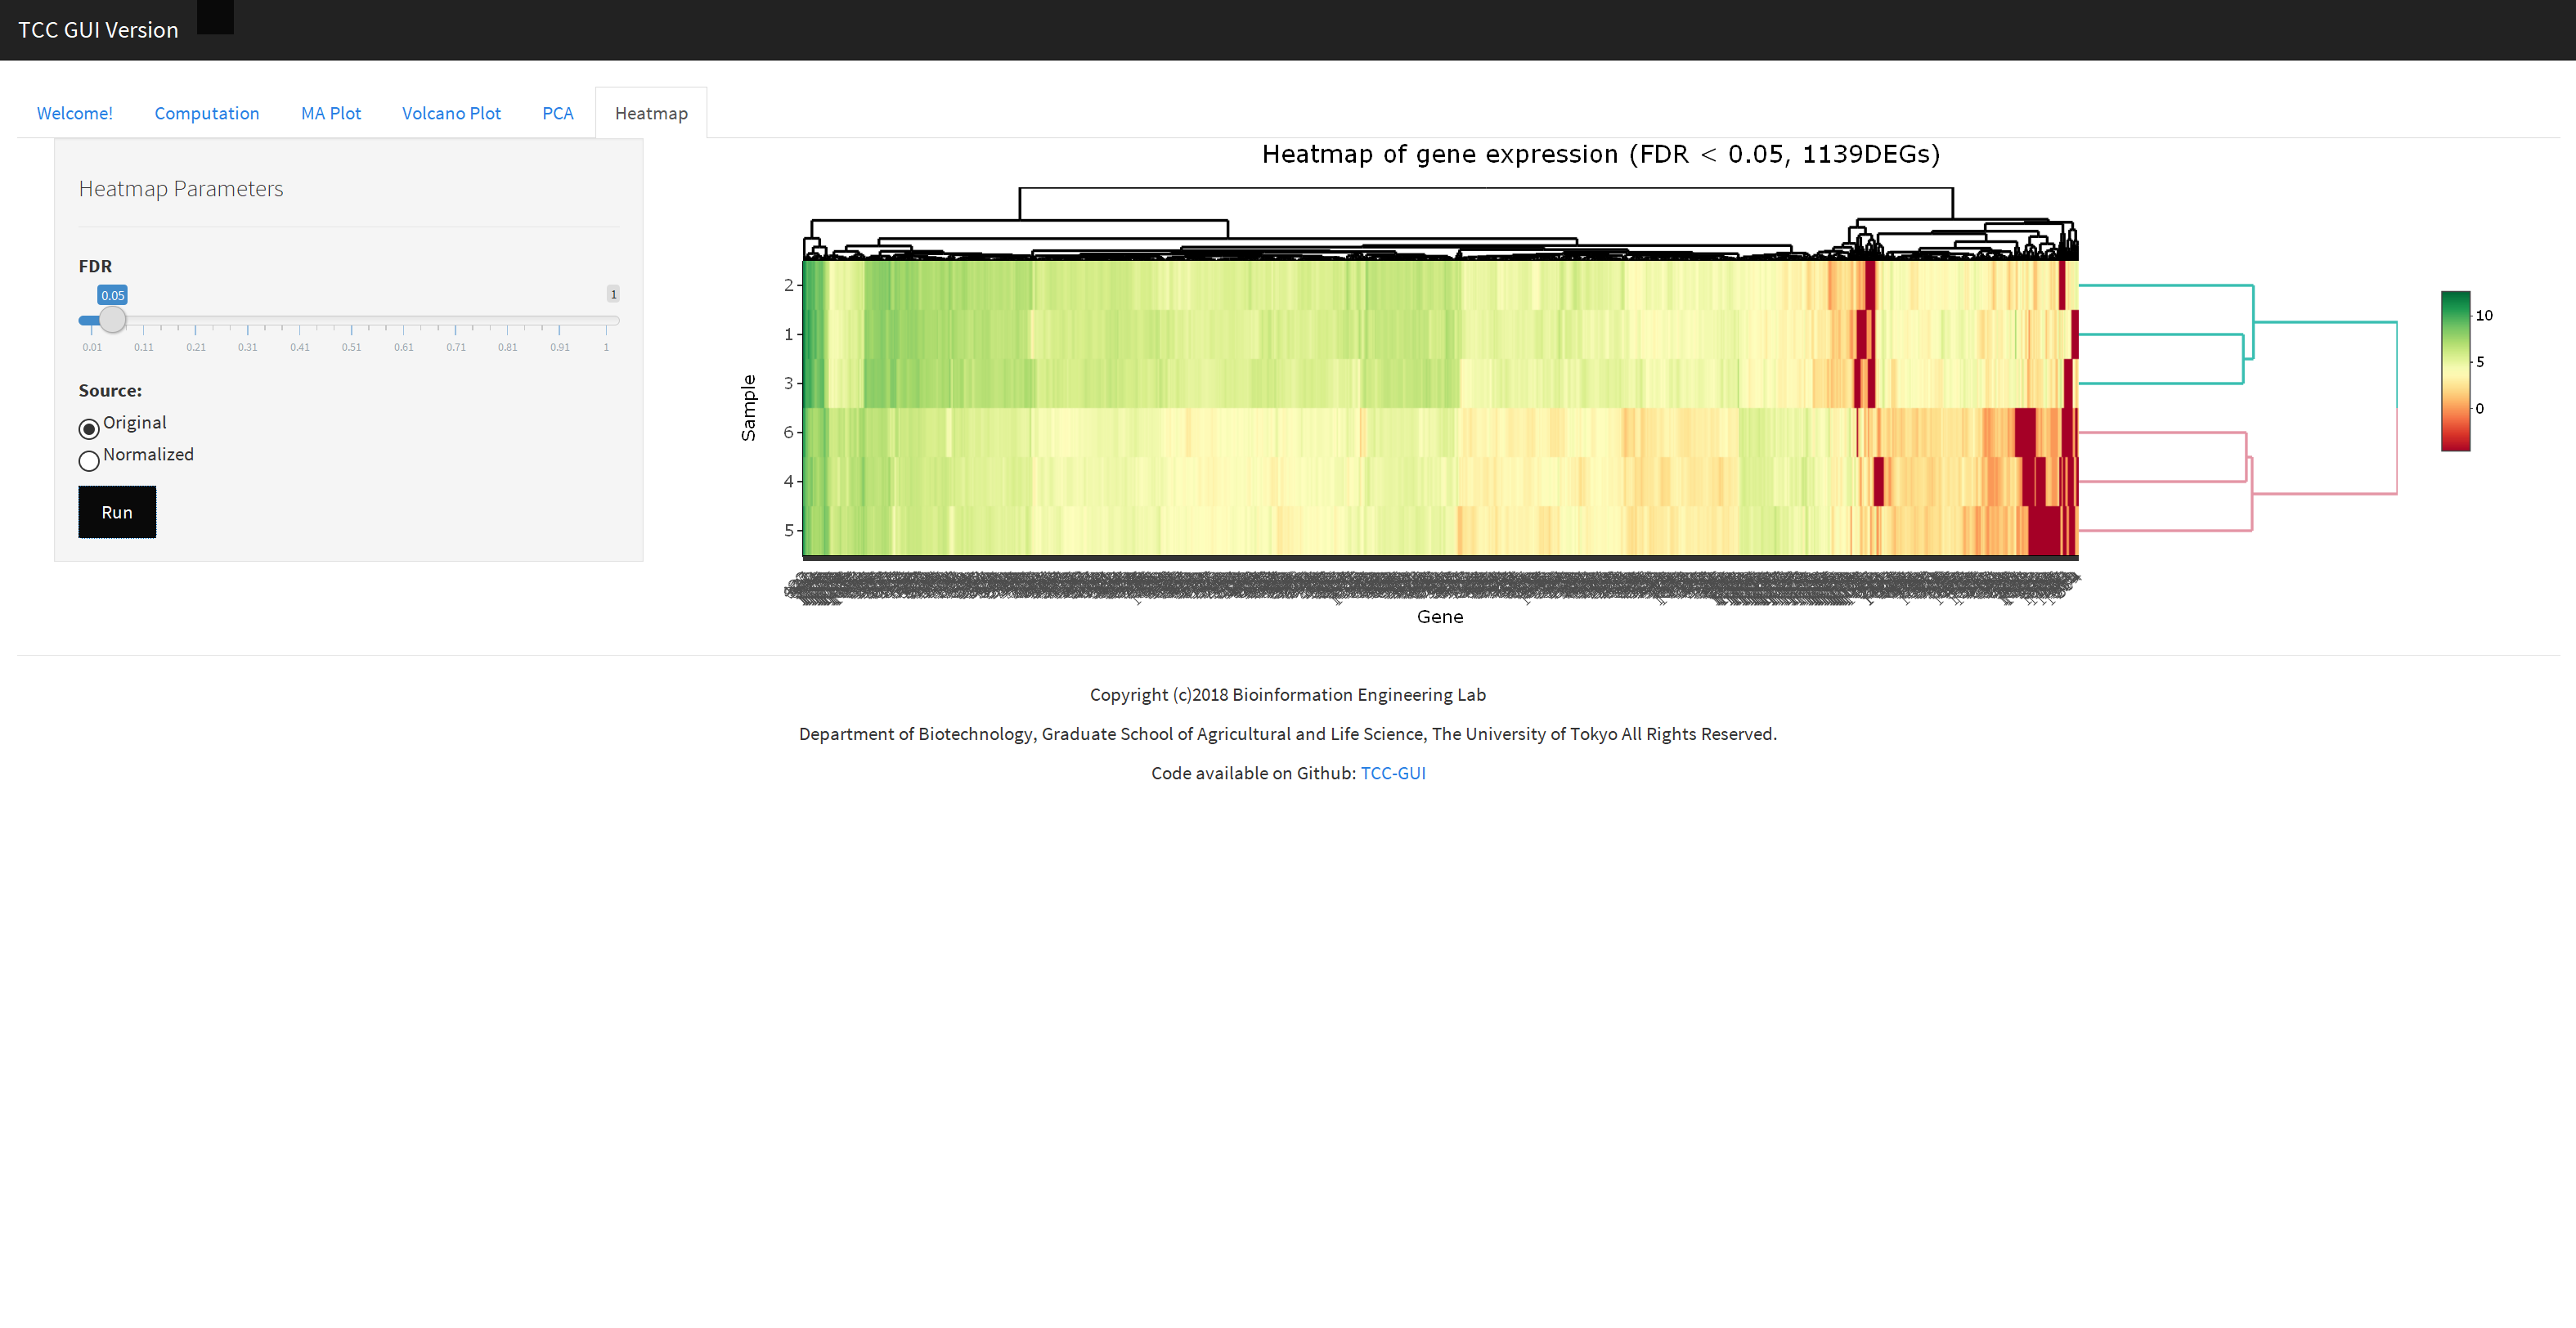 TCC GUI Version
Welcome! Computation MA Plot Volcano Plot PCA Heatmap
Heatmap Parameters
FDR
0.05 1
0.01 0.11 0.21 0.31 0.41 0.51 0.61 0.71 0.81 0.91 1
Source:
Original
Normalized
Run
Heatmap of gene expression (FDR < 0.05, 1139DEGs)
Sample
2
1
3
6
4
5
Gene
10
5
0
Copyright (c)2018 Bioinformation Engineering Lab
Department of Biotechnology, Graduate School of Agricultural and Life Science, The University of Tokyo All Rights Reserved.
Code available on Github: TCC-GUI